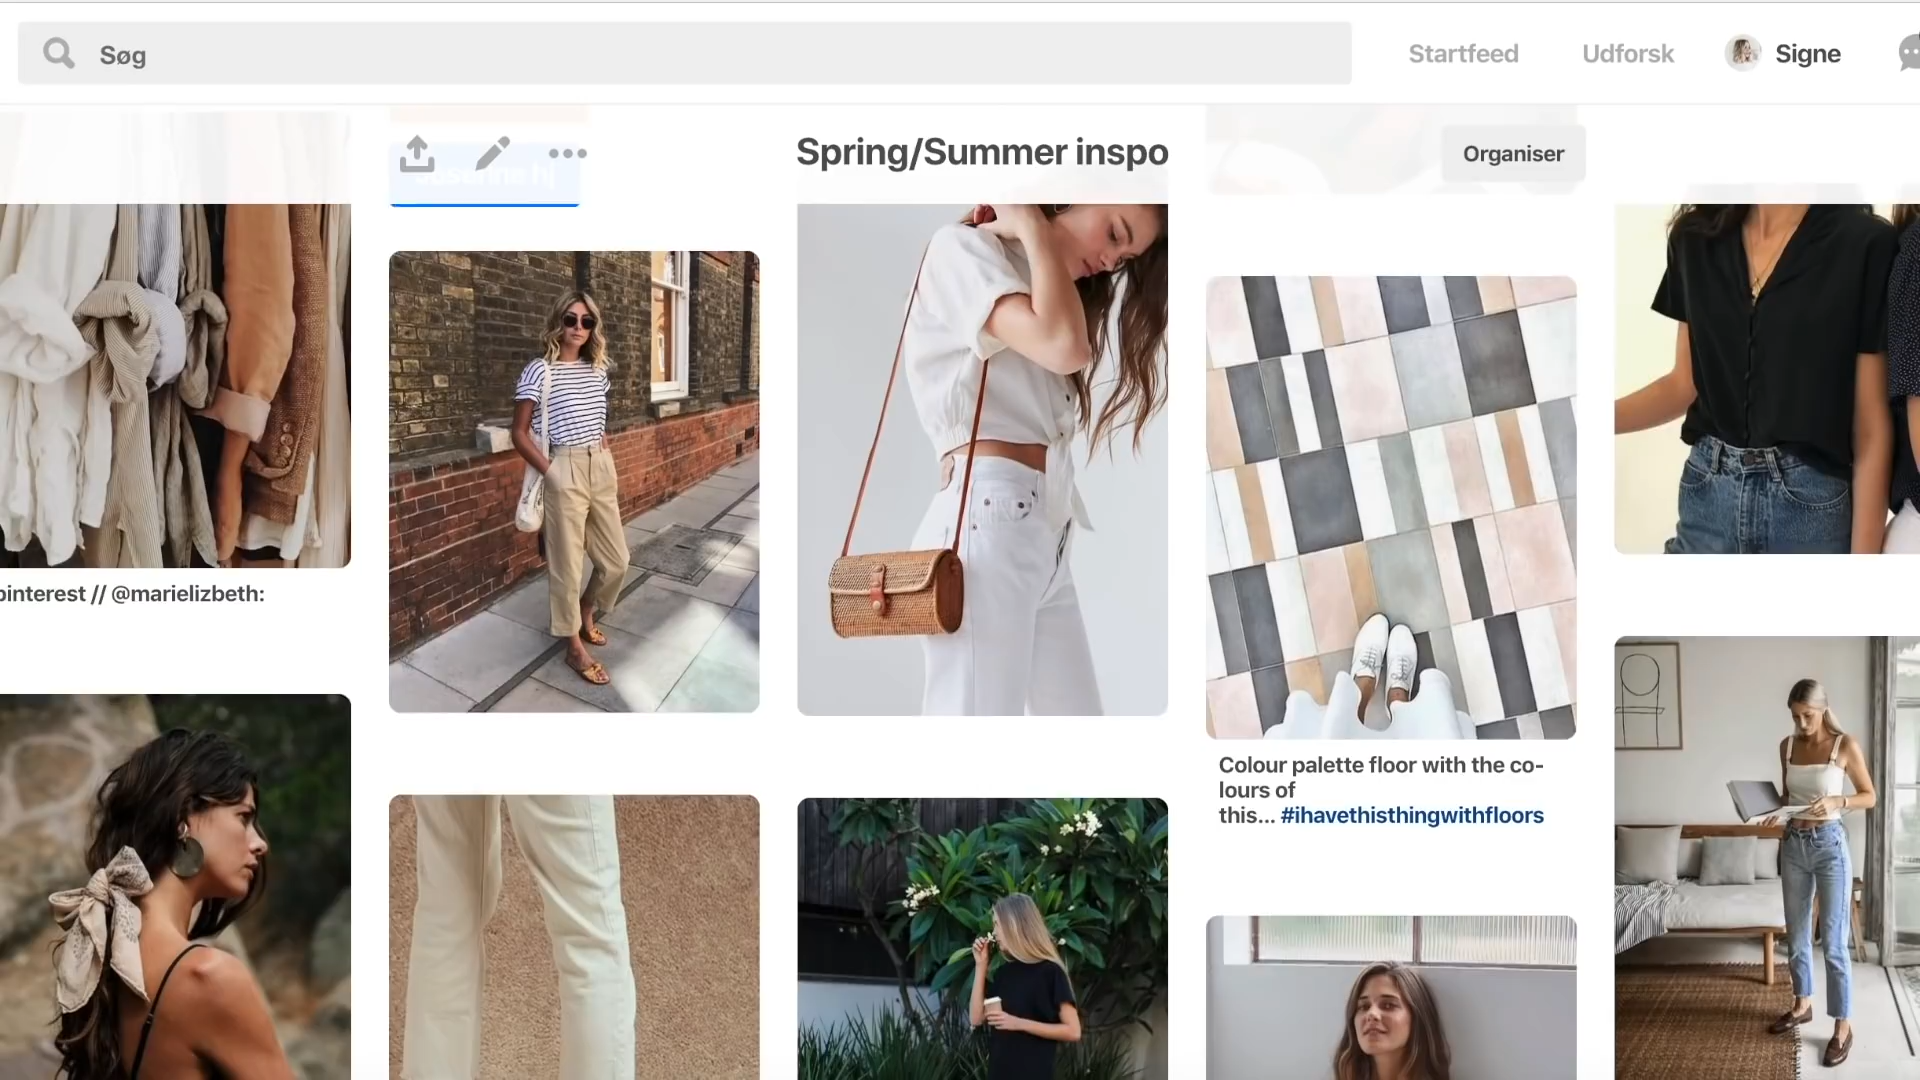 Søg
Startfeed
Udforsk
Signe
Spring/Summer inspo
Organiser
pinterest // @marielizbeth:
Colour palette floor with the co-
lours of
this... #ihavethisthingwithfloors